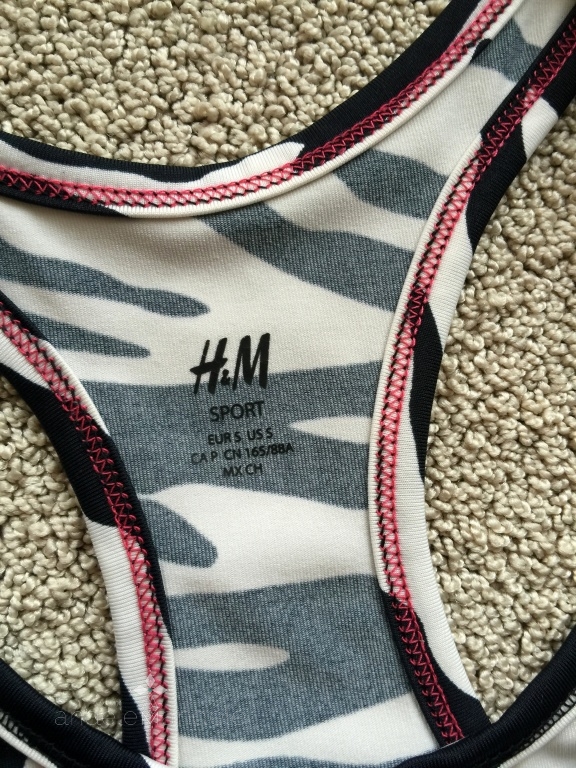 H&M
SPORT
EUR S US S
CA P CN 165/88A
MX CH